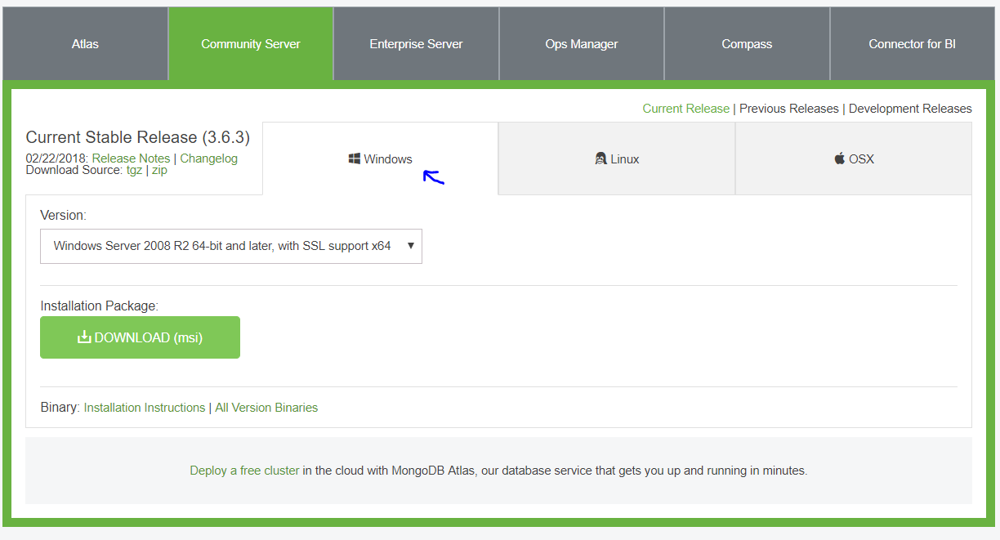 Atlas
Community Server
Enterprise Server
Ops Manager
Compass
Connector for BI
Current Release | Previous Releases | Development Releases
Current Stable Release (3.6.3)
02/22/2018: Release Notes | Changelog
Download Source: tgz | zip
Windows
Linux
OSX
Version:
Windows Server 2008 R2 64-bit and later, with SSL support x64
Installation Package:
DOWNLOAD (msi)
Binary: Installation Instructions | All Version Binaries
Deploy a free cluster in the cloud with MongoDB Atlas, our database service that gets you up and running in minutes.